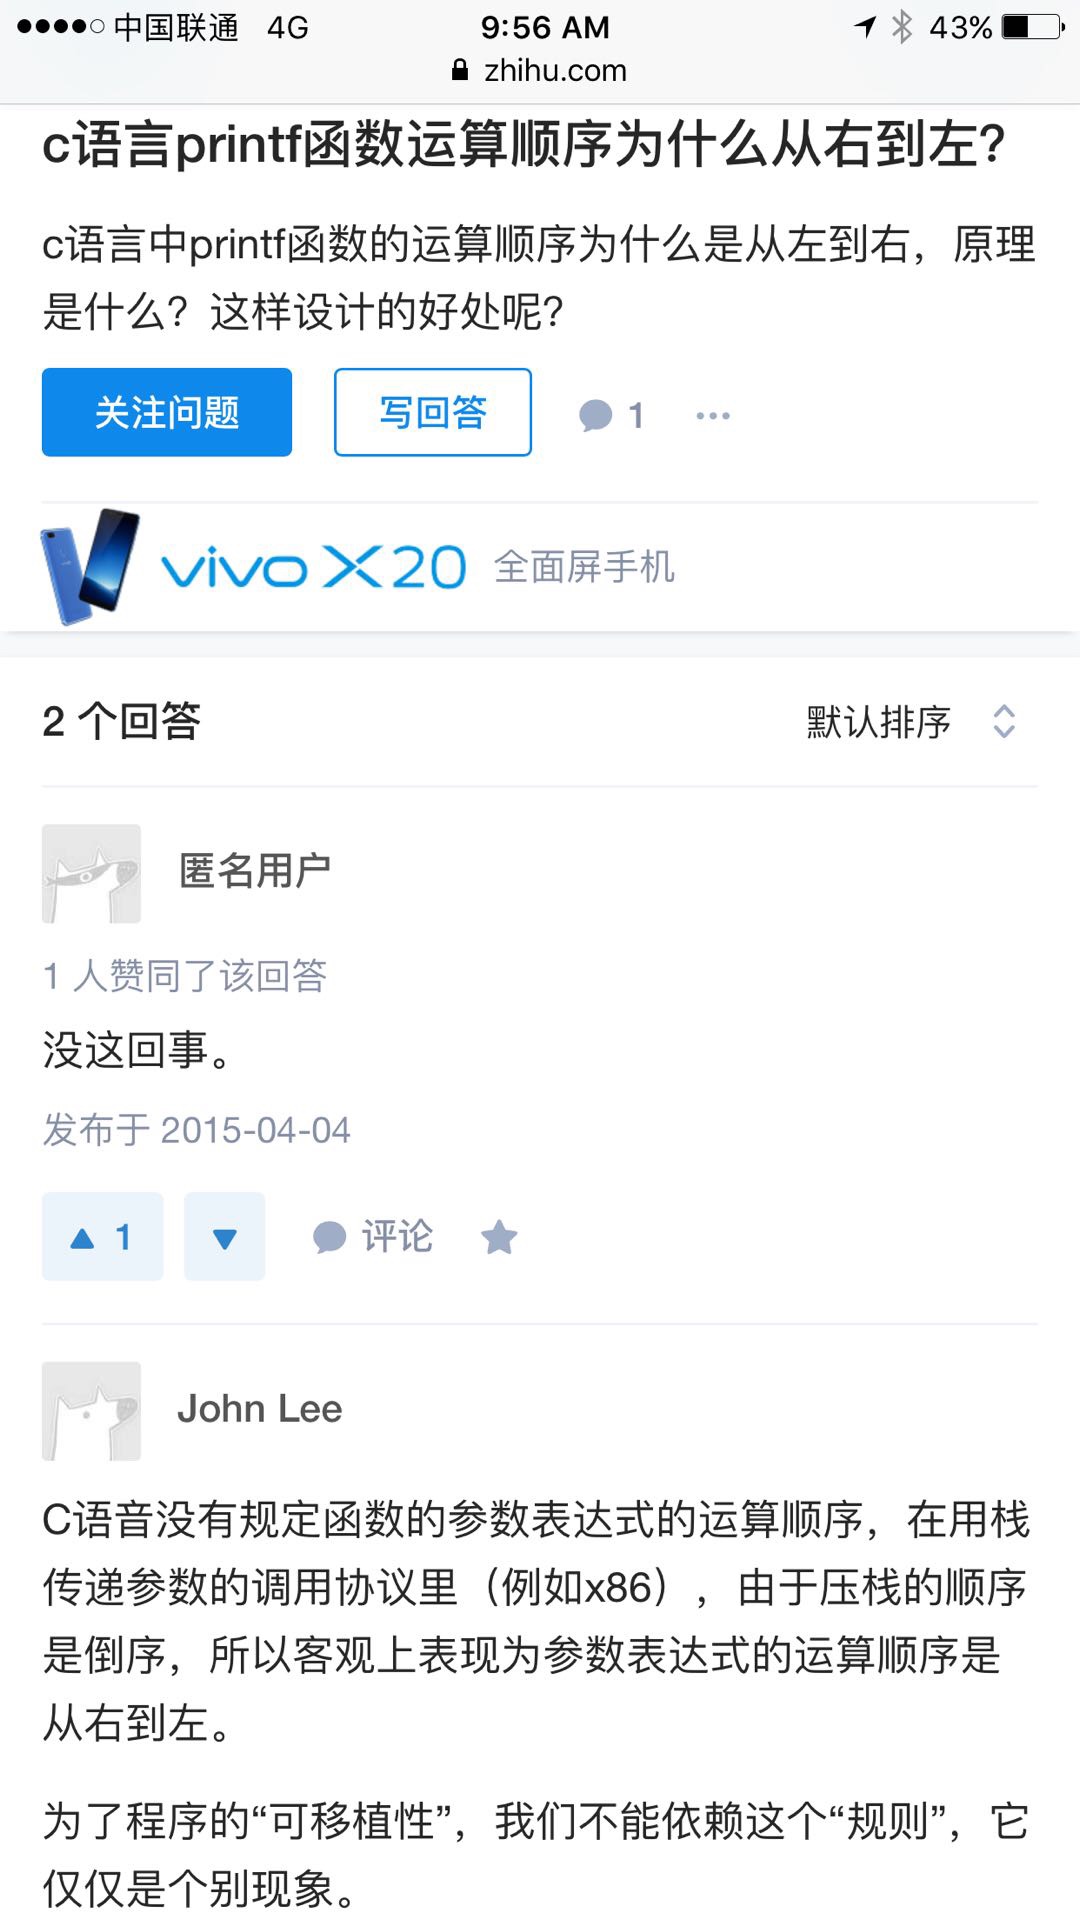 中国联通 4G 9:56 AM 43%
zhihu.com
c语言printf函数运算顺序为什么从右到左?
c语言中printf函数的运算顺序为什么是从左到右，原理
是什么？这样设计的好处呢?
关注问题 写回答 1
vivo X20 全面屏手机
2 个回答 默认排序
匿名用户
1 人赞同了该回答
没这回事。
发布于 2015-04-04
1 评论
John Lee
C语音没有规定函数的参数表达式的运算顺序，在用栈
传递参数的调用协议里（例如x86），由于压栈的顺序
是倒序，所以客观上表现为参数表达式的运算顺序是
从右到左。
为了程序的“可移植性”，我们不能依赖这个“规则”，它
仅仅是个别现象。